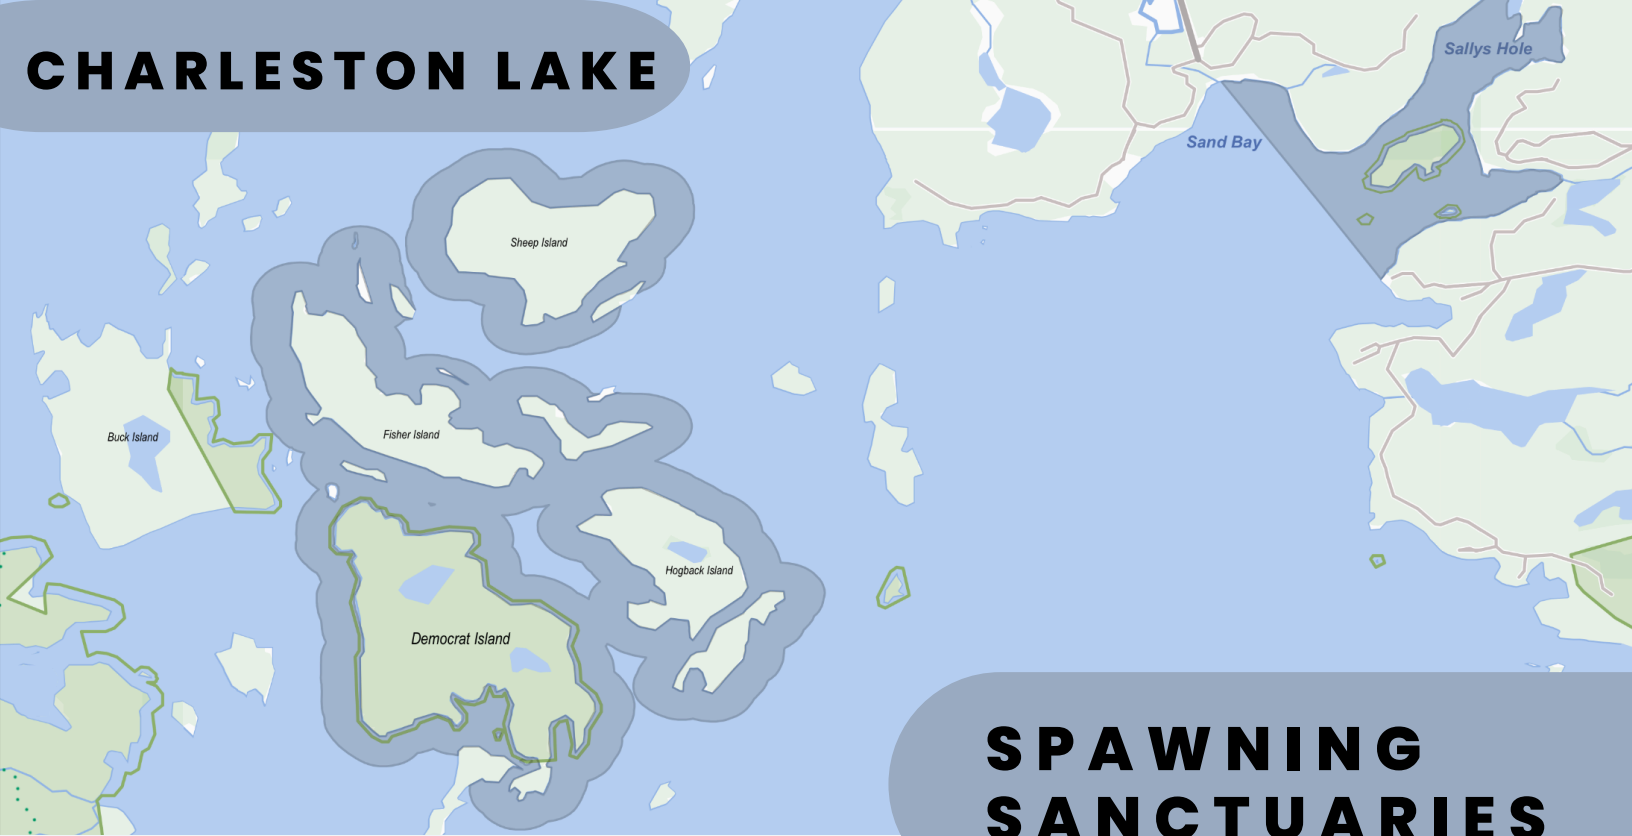 CHARLESTON LAKE
Sallys Hole
Sand Bay
Sheep Island
Buck Island
Fisher Island
Hogback Island
Democrat Island
SPAWNING
SANCTUARIES